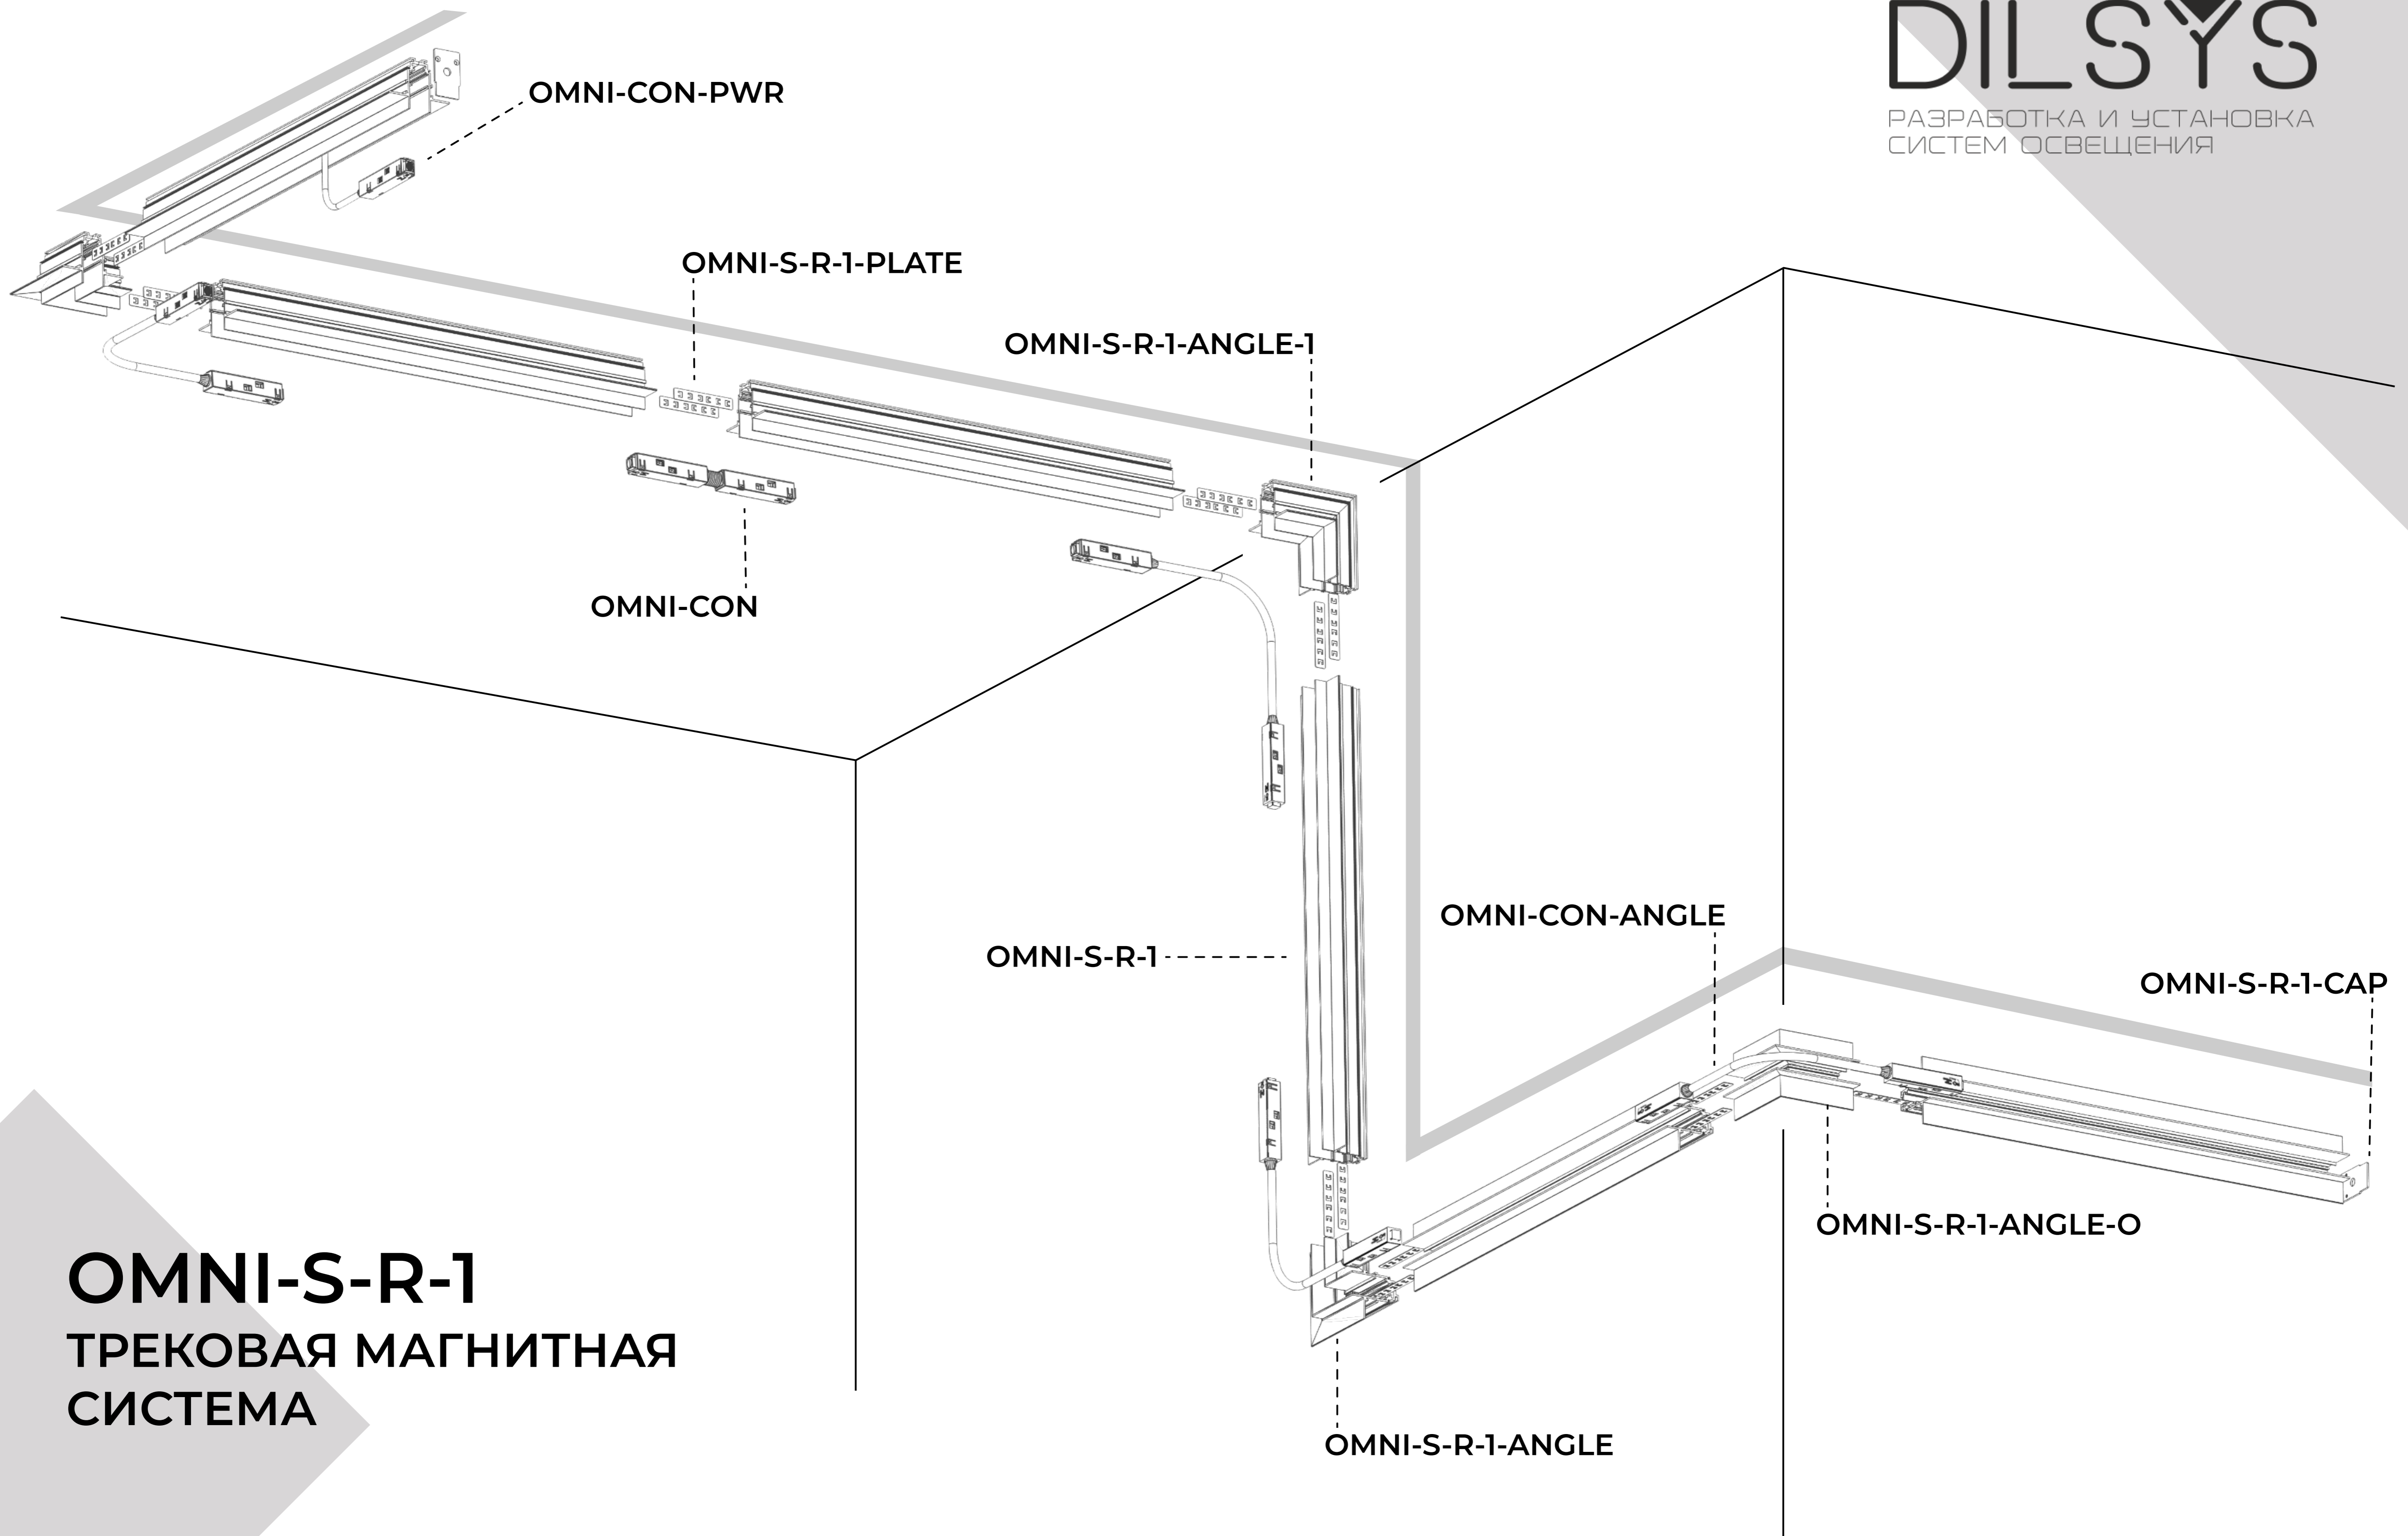 DILSYS
РАЗРАБОТКА И УСТАНОВКА
СИСТЕМ ОСВЕЩЕНИЯ
OMNI-CON-PWR
OMNI-S-R-1-PLATE
OMNI-S-R-1-ANGLE-1
OMNI-CON
OMNI-CON-ANGLE
OMNI-S-R-1
OMNI-S-R-1-CAP
OMNI-S-R-1-ANGLE-O
OMNI-S-R-1-ANGLE
OMNI-S-R-1
ТРЕКОВАЯ МАГНИТНАЯ
СИСТЕМА